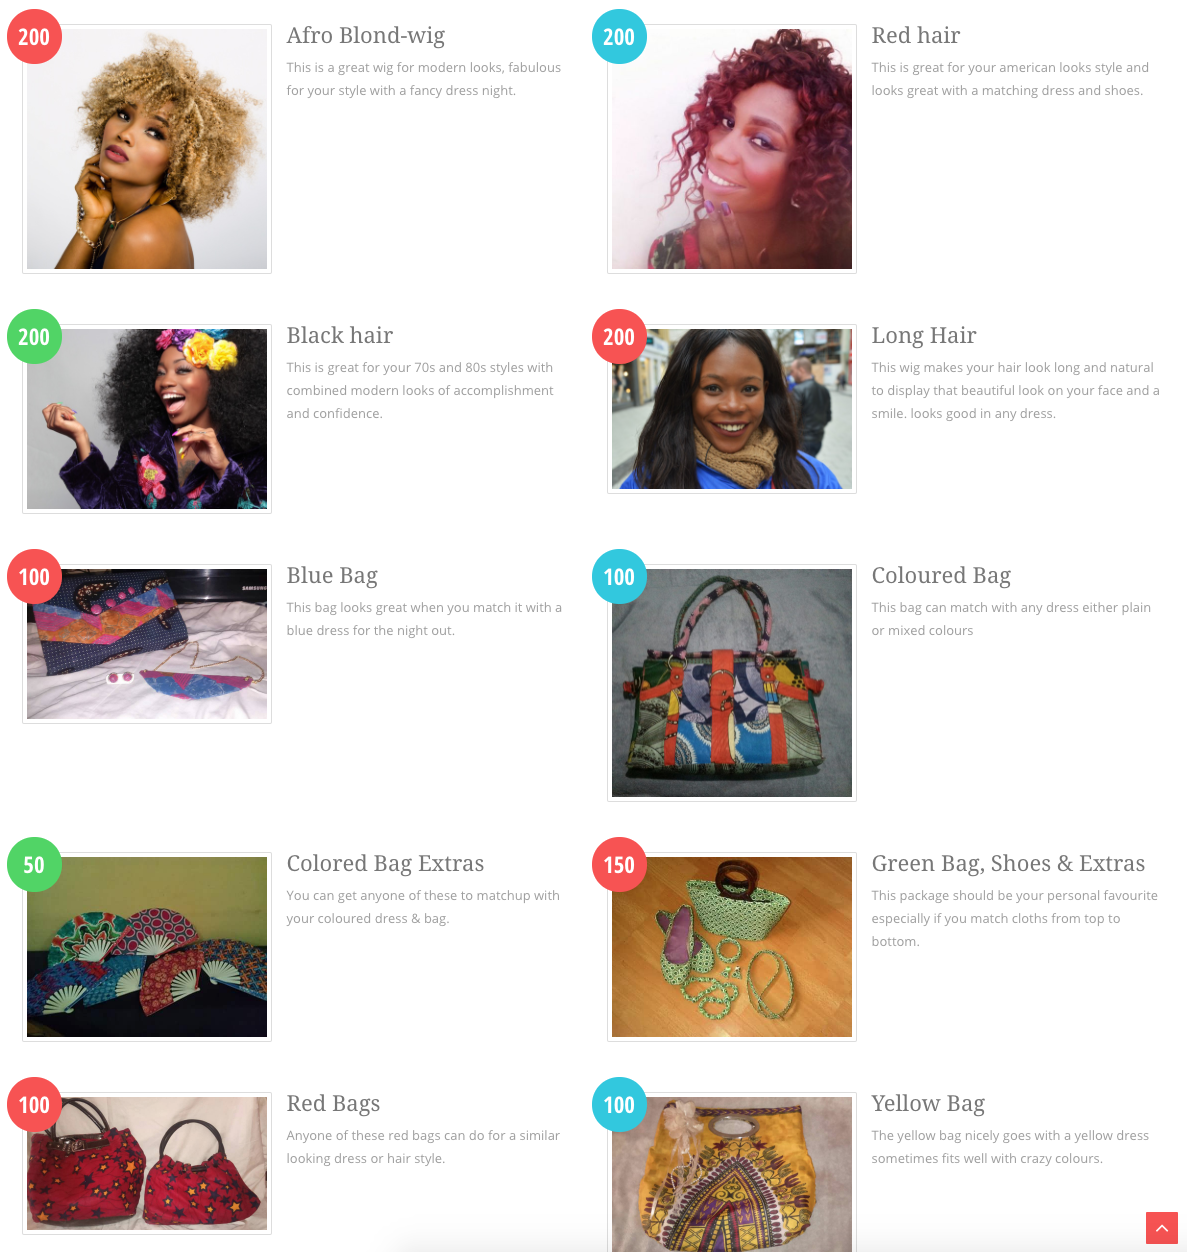 200
Afro Blond-wig
This is a great wig for modern looks, fabulous
for your style with a fancy dress night.
200
Red hair
This is great for your american looks style and
looks great with a matching dress and shoes.
200
Black hair
This is great for your 70s and 80s styles with
combined modern looks of accomplishment
and confidence.
200
Long Hair
This wig makes your hair look long and natural
to display that beautiful look on your face and a
smile. looks good in any dress.
100
SAMSUNG
Blue Bag
This bag looks great when you match it with a
blue dress for the night out.
100
Coloured Bag
This bag can match with any dress either plain
or mixed colours
50
Colored Bag Extras
You can get anyone of these to matchup with
your coloured dress & bag.
150
Green Bag, Shoes & Extras
This package should be your personal favourite
especially if you match cloths from top to
bottom.
100
Red Bags
Anyone of these red bags can do for a similar
looking dress or hair style.
100
Yellow Bag
The yellow bag nicely goes with a yellow dress
sometimes fits well with crazy colours.